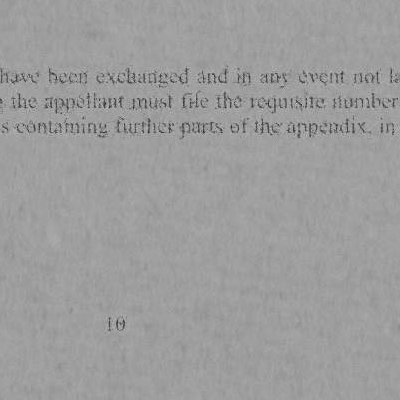 have been exchanged and in any event not
the appellant must file the requisite number
containing further parts of the appendix, in
10